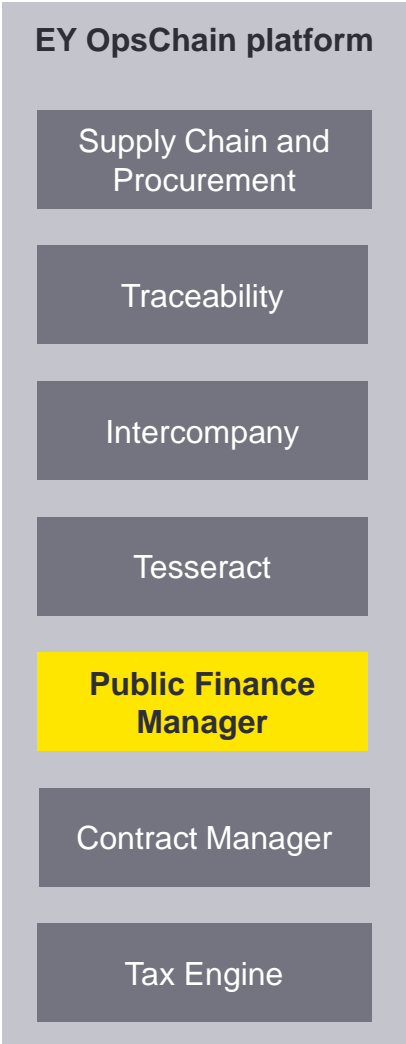 EY OpsChain platform
Supply Chain and
Procurement
Traceability
Intercompany
Tesseract
Public Finance
Manager
Contract Manager
Tax Engine